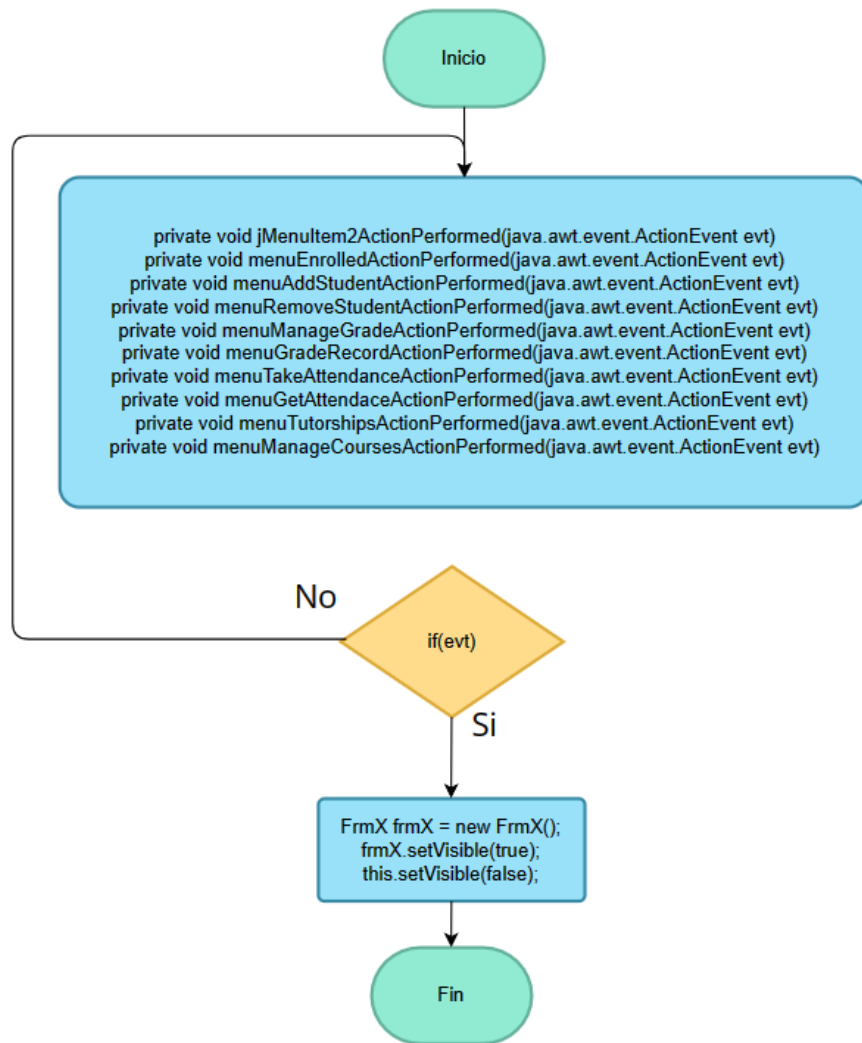 Inicio
private void jMenuItem2ActionPerformed(java.awt.event.ActionEvent evt)
private void menuEnrolledActionPerformed(java.awt.event.ActionEvent evt)
private void menuAddStudentActionPerformed(java.awt.event.ActionEvent evt)
private void menuRemoveStudentActionPerformed(java.awt.event.ActionEvent evt)
private void menuManageGradeActionPerformed(java.awt.event.ActionEvent evt)
private void menuGradeRecordActionPerformed(java.awt.event.ActionEvent evt)
private void menuTakeAttendanceActionPerformed(java.awt.event.ActionEvent evt)
private void menuGetAttendaceActionPerformed(java.awt.event.ActionEvent evt)
private void menuTutorshipsActionPerformed(java.awt.event.ActionEvent evt)
private void menuManageCoursesActionPerformed(java.awt.event.ActionEvent evt)
No
if(evt)
Si
FrmX frmX = new FrmX();
frmX.setVisible(true);
this.setVisible(false);
Fin